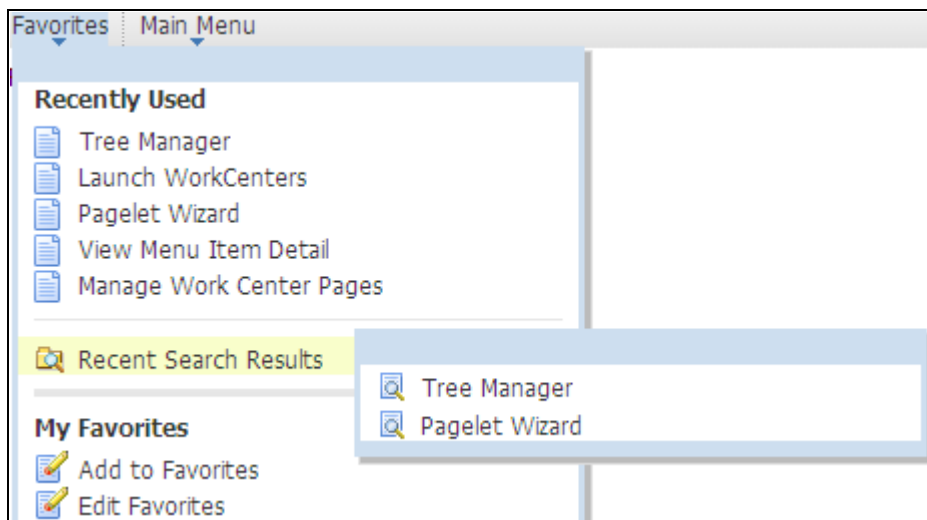 Favorites Main Menu
Recently Used
Tree Manager
Launch WorkCenters
Pagelet Wizard
View Menu Item Detail
Manage Work Center Pages
Recent Search Results
Tree Manager
Pagelet Wizard
My Favorites
Add to Favorites
Edit Favorites